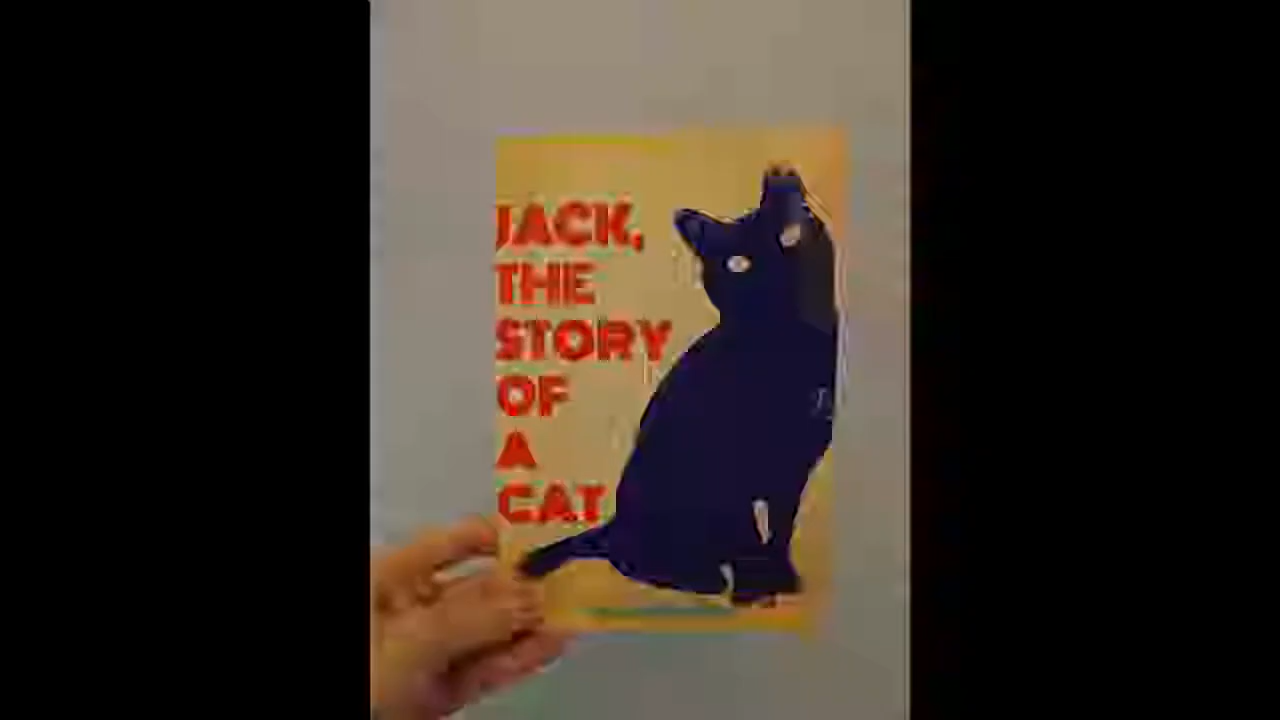 JACK,
THE
STORY
OF
A
CAT